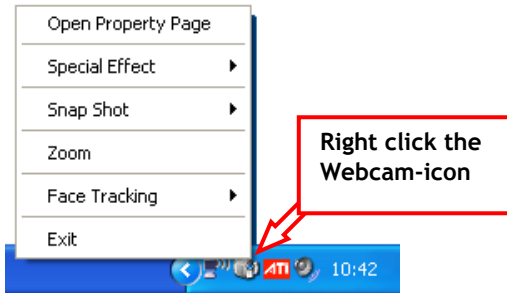 Open Property Page
Special Effect
Snap Shot
Zoom
Face Tracking
Exit
Right click the
Webcam-icon
ATI
10:42